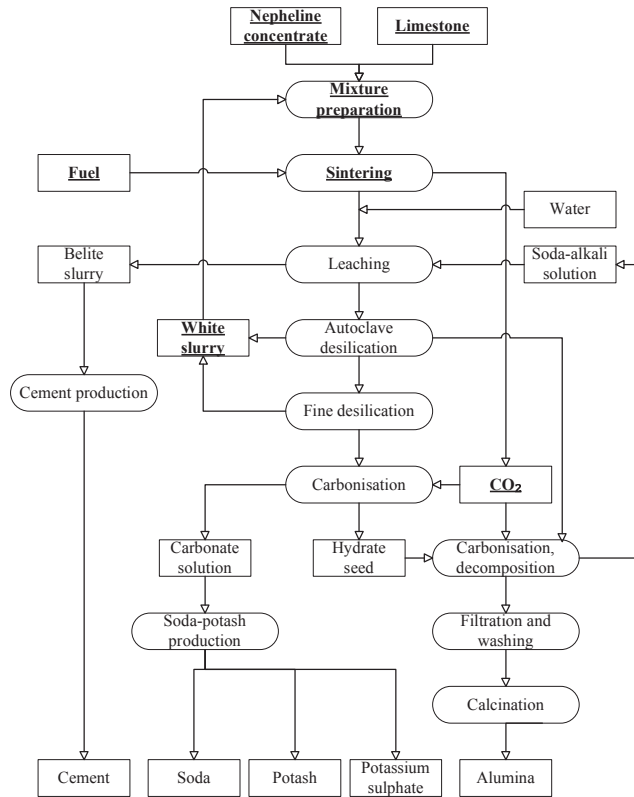 Nepheline
concentrate
Limestone
Mixture
preparation
Fuel
Sintering
Water
Belite
slurry
Leaching
Soda-alkali
solution
White
slurry
Autoclave
desilication
Cement production
Fine desilication
Carbonisation
CO₂
Carbonate
solution
Hydrate
seed
Carbonisation,
decomposition
Soda-potash
production
Filtration and
washing
Calcination
Cement
Soda
Potash
Potassium
sulphate
Alumina